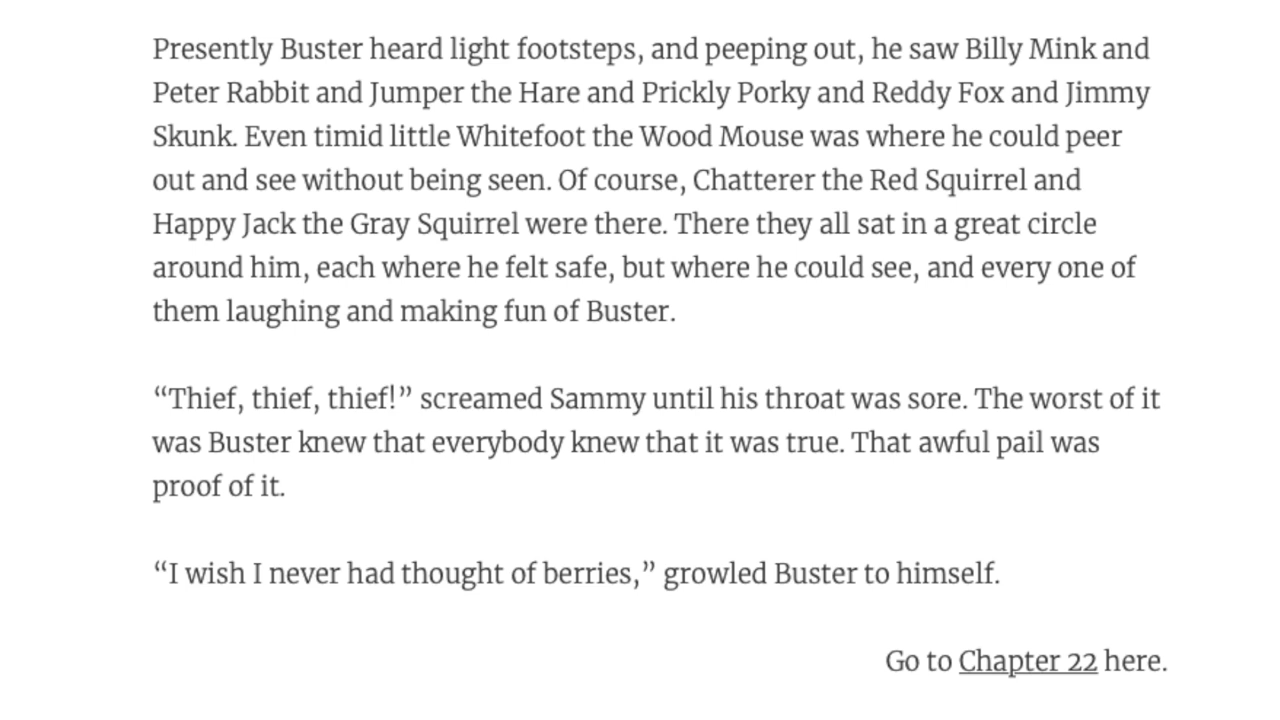 Presently Buster heard light footsteps, and peeping out, he saw Billy Mink and
Peter Rabbit and Jumper the Hare and Prickly Porky and Reddy Fox and Jimmy
Skunk. Even timid little Whitefoot the Wood Mouse was where he could peer
out and see without being seen. Of course, Chatterer the Red Squirrel and
Happy Jack the Gray Squirrel were there. There they all sat in a great circle
around him, each where he felt safe, but where he could see, and every one of
them laughing and making fun of Buster.
“Thief, thief, thief!” screamed Sammy until his throat was sore. The worst of it
was Buster knew that everybody knew that it was true. That awful pail was
proof of it.
“I wish I never had thought of berries,” growled Buster to himself.
Go to Chapter 22 here.